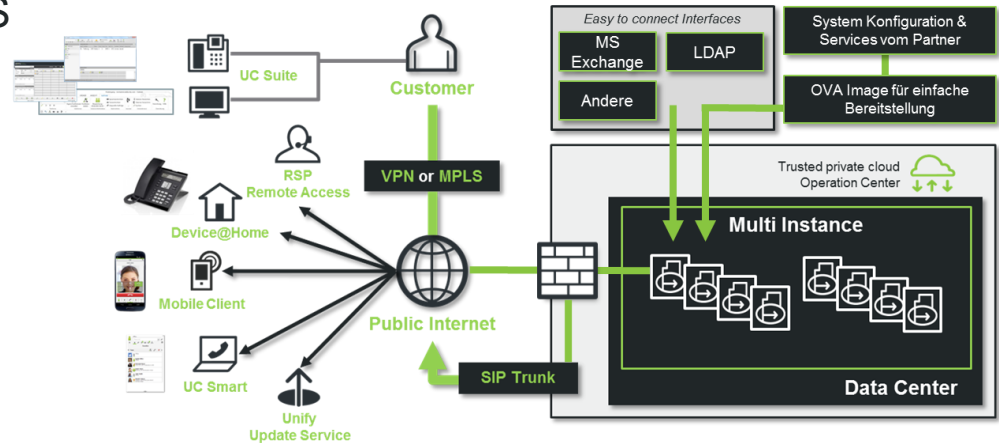 s
Easy to connect Interfaces
MS
Exchange
LDAP
Andere
System Konfiguration &
Services vom Partner
OVA Image für einfache
Bereitstellung
UC Suite
Customer
VPN or MPLS
RSP
Remote Access
Device@Home
Mobile Client
UC Smart
Unify
Update Service
Public Internet
SIP Trunk
Trusted private cloud
Operation Center
Multi Instance
Data Center